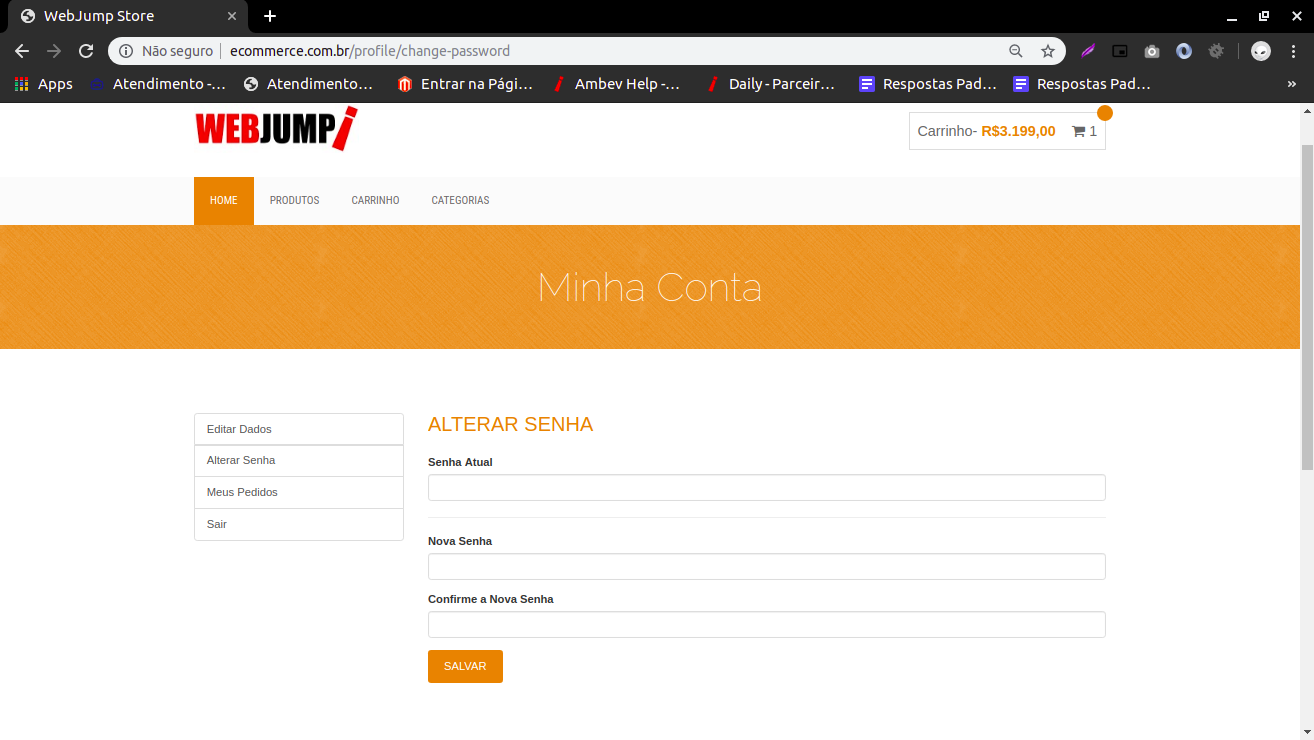 WebJump Store
Não seguro
ecommerce.com.br/profile/change-password
Apps
Atendimento -...
Atendimento...
Entrar na Pági...
Ambev Help -...
Daily - Parceir...
Respostas Pad...
Respostas Pad...
WEBJUMP
Carrinho- R$3.199,00 1
HOME
PRODUTOS
CARRINHO
CATEGORIAS
Minha Conta
Editar Dados
Alterar Senha
Meus Pedidos
Sair
ALTERAR SENHA
Senha Atual
Nova Senha
Confirme a Nova Senha
SALVAR